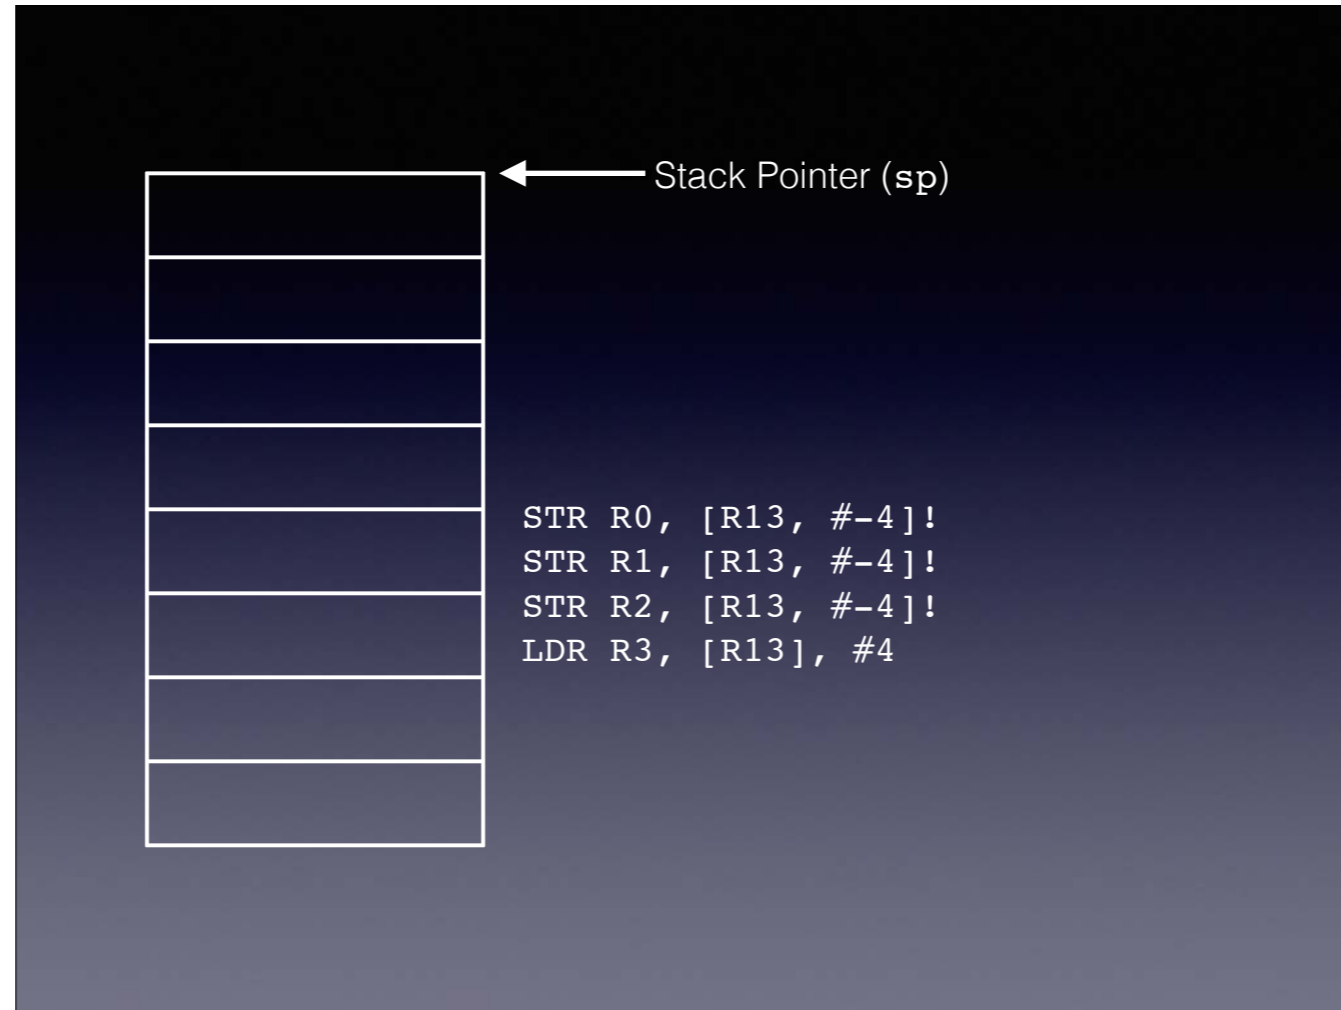 Stack Pointer (sp)
STR R0, [R13, #-4]!
STR R1, [R13, #-4]!
STR R2, [R13, #-4]!
LDR R3, [R13], #4